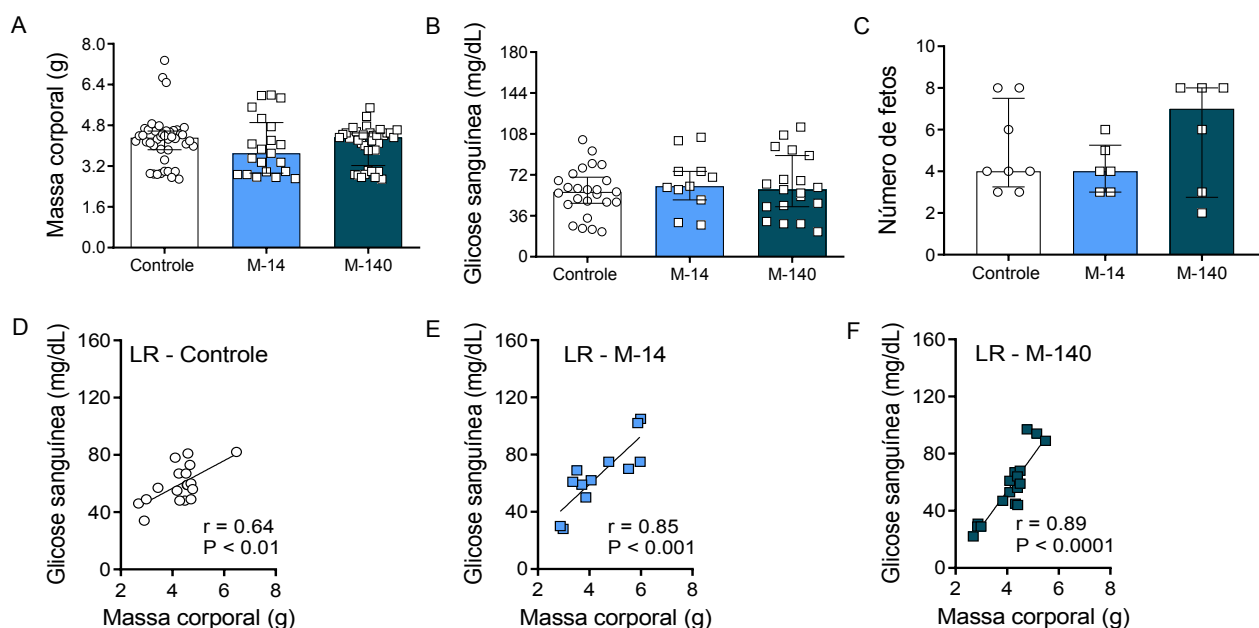 A
Massa corporal (g)
8.0
6.4
4.8
3.2
1.6
0.0
Controle
M-14
M-140
B
Glicose sanguínea (mg/dL)
180
144
108
72
36
0
Controle
M-14
M-140
C
Número de fetos
10
8
6
4
2
0
Controle
M-14
M-140
D
Glicose sanguínea (mg/dL)
160
120
80
40
0
LR - Controle
r = 0.64
P < 0.01
2
4
6
8
Massa corporal (g)
E
Glicose sanguínea (mg/dL)
160
120
80
40
0
LR - M-14
r = 0.85
P < 0.001
2
4
6
8
Massa corporal (g)
F
Glicose sanguínea (mg/dL)
160
120
80
40
0
LR - M-140
r = 0.89
P < 0.0001
2
4
6
8
Massa corporal (g)